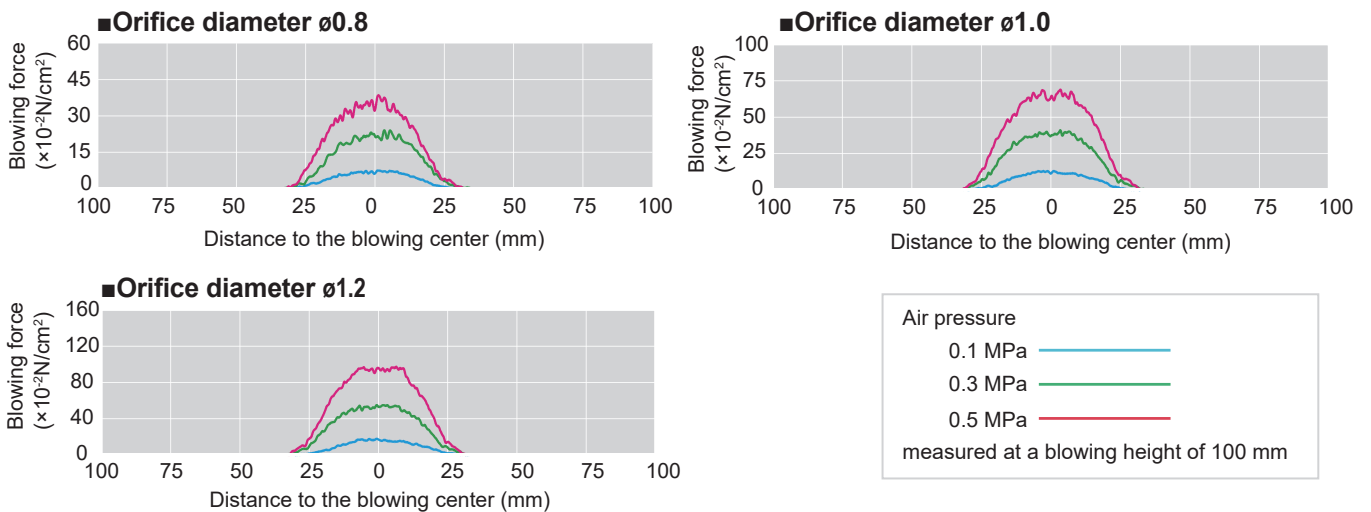 ■Orifice diameter ø0.8
Blowing force
(×10-2N/cm2)
60
45
30
15
0
100 75 50 25 0 25 50 75 100
Distance to the blowing center (mm)
■Orifice diameter ø1.0
Blowing force
(×10-2N/cm2)
100
75
50
25
0
100 75 50 25 0 25 50 75 100
Distance to the blowing center (mm)
■Orifice diameter ø1.2
Blowing force
(×10-2N/cm2)
160
120
80
40
0
100 75 50 25 0 25 50 75 100
Distance to the blowing center (mm)
Air pressure
0.1 MPa
0.3 MPa
0.5 MPa
measured at a blowing height of 100 mm